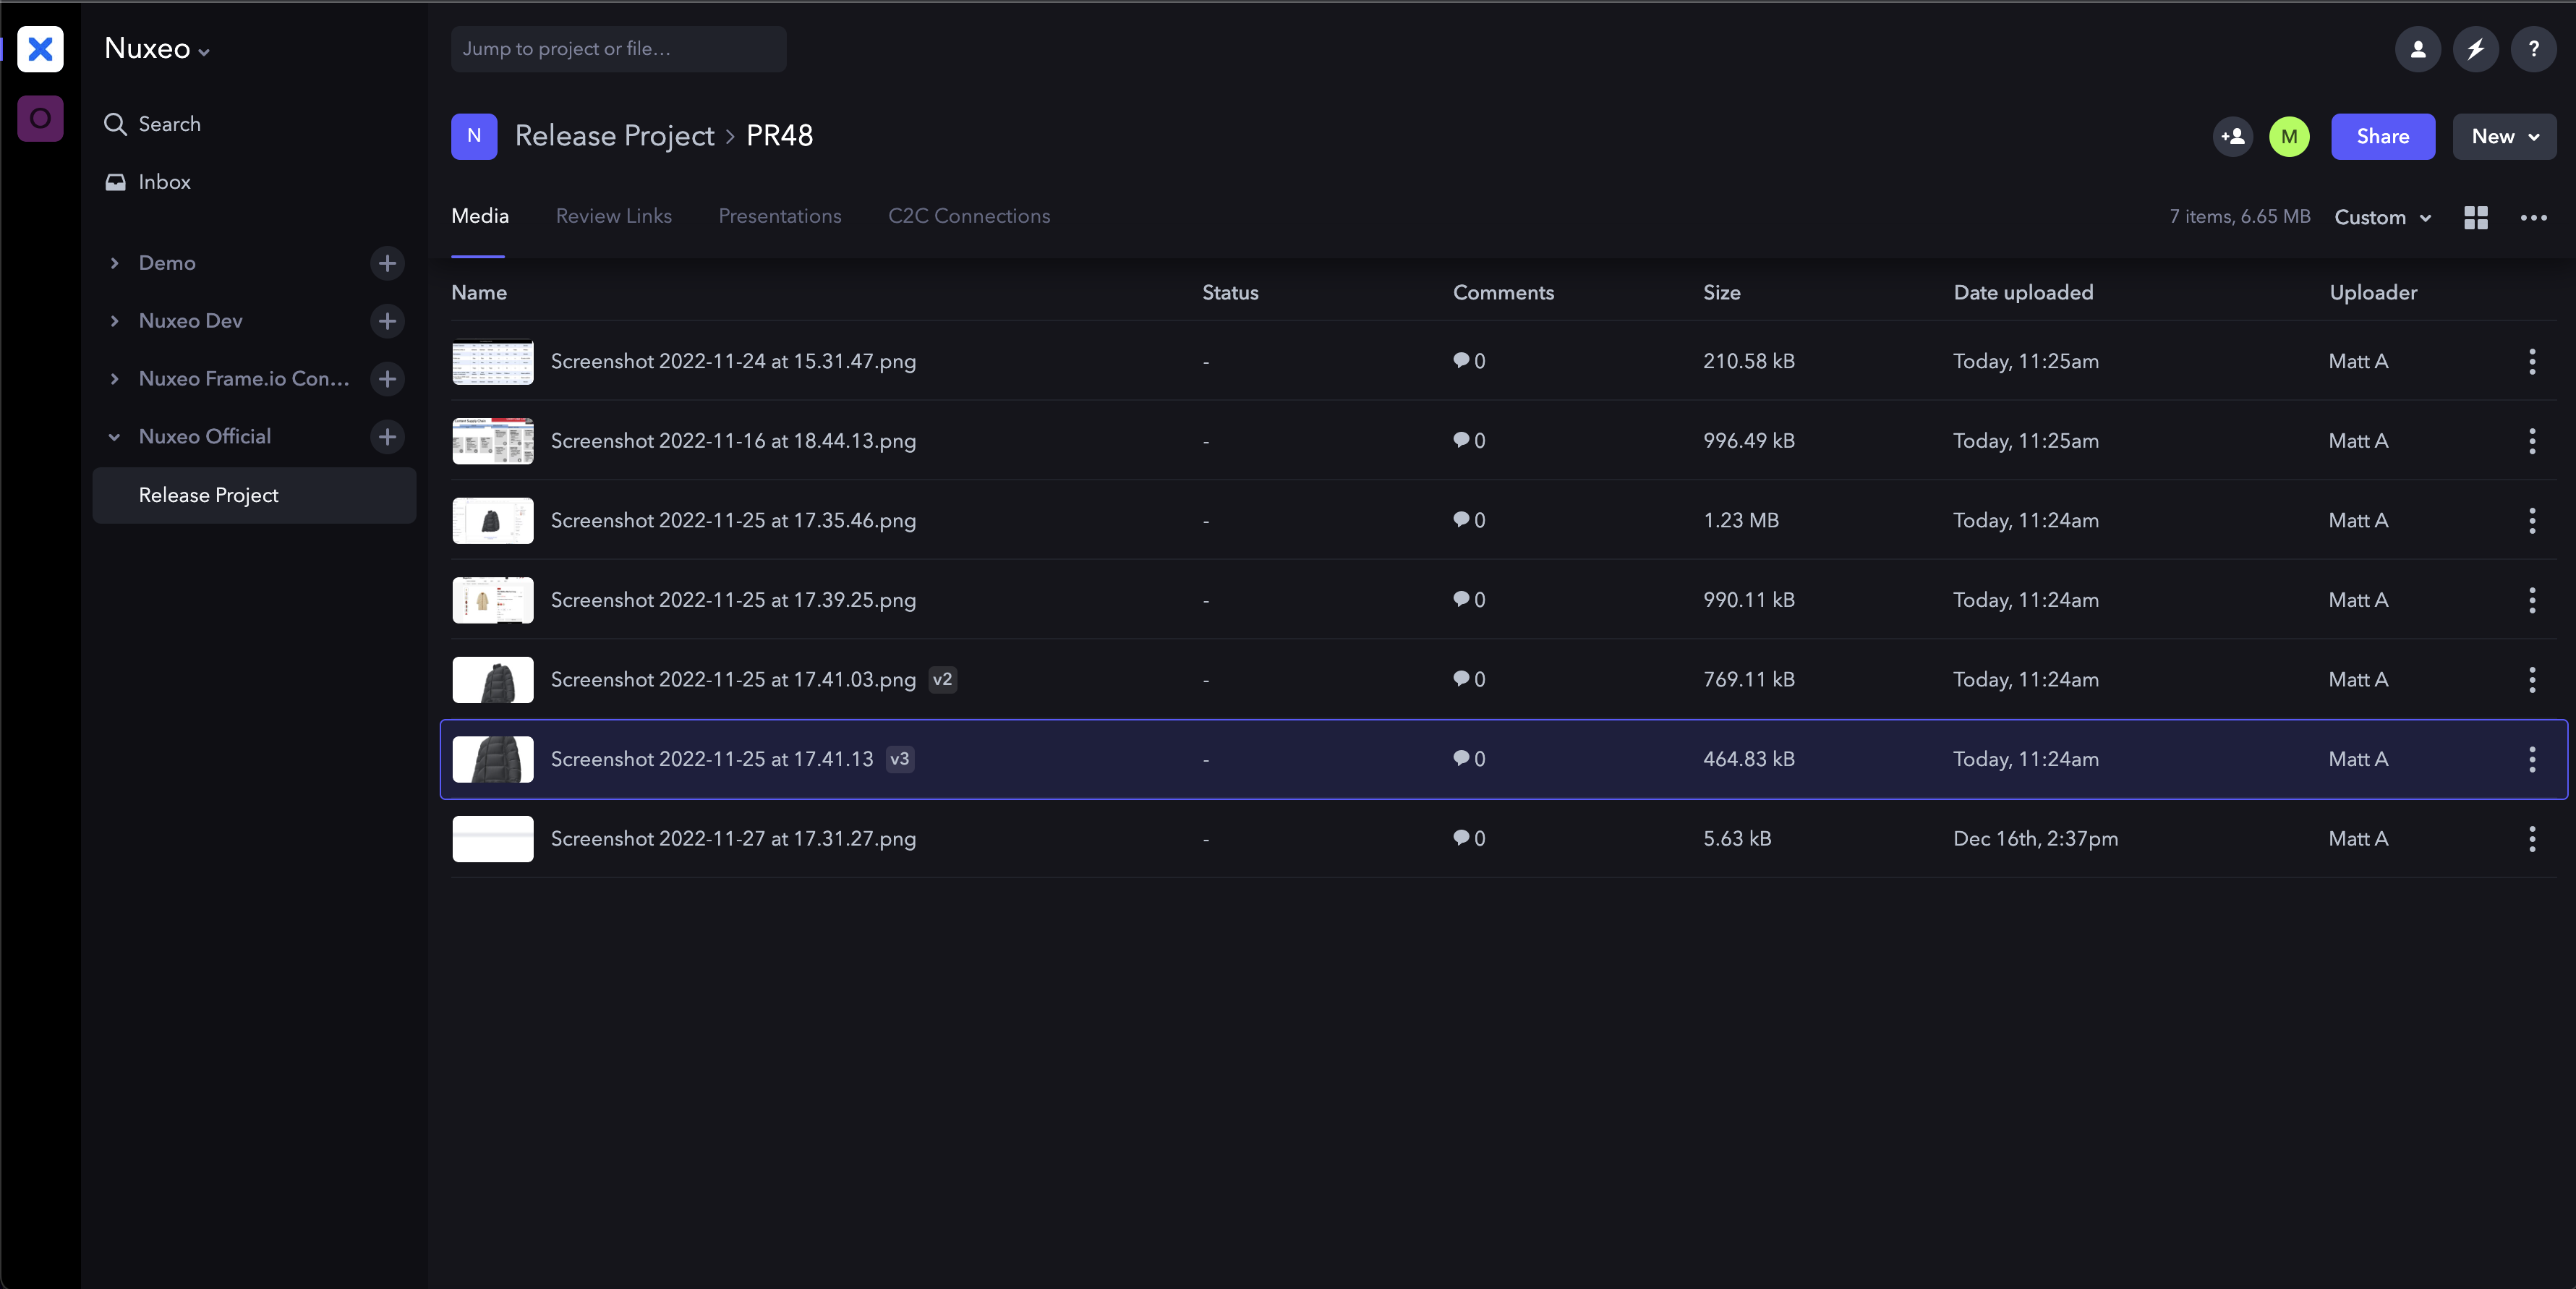 Nuxeo
Jump to project or file...
?
O
Search
Inbox
Demo
Nuxeo Dev
Nuxeo Frame.io Con...
Nuxeo Official
Release Project
N Release Project > PR48
M Share New
Media Review Links Presentations C2C Connections
7 items, 6.65 MB Custom
Name Status Comments Size Date uploaded Uploader
Screenshot 2022-11-24 at 15.31.47.png - 0 210.58 kB Today, 11:25am Matt A
Screenshot 2022-11-16 at 18.44.13.png - 0 996.49 kB Today, 11:25am Matt A
Screenshot 2022-11-25 at 17.35.46.png - 0 1.23 MB Today, 11:24am Matt A
Screenshot 2022-11-25 at 17.39.25.png - 0 990.11 kB Today, 11:24am Matt A
Screenshot 2022-11-25 at 17.41.03.png v2 - 0 769.11 kB Today, 11:24am Matt A
Screenshot 2022-11-25 at 17.41.13 v3 - 0 464.83 kB Today, 11:24am Matt A
Screenshot 2022-11-27 at 17.31.27.png - 0 5.63 kB Dec 16th, 2:37pm Matt A